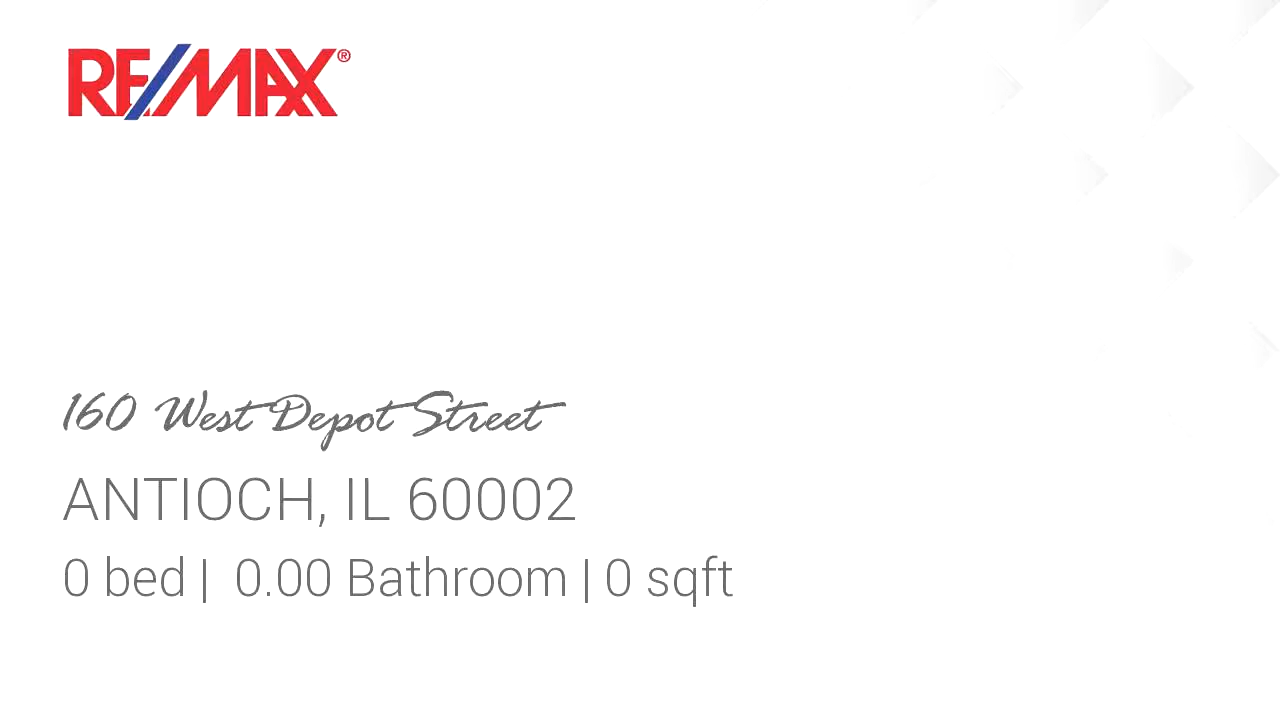 RE/MAX®
160 West Depot Street
ANTIOCH, IL 60002
0 bed | 0.00 Bathroom | 0 sqft